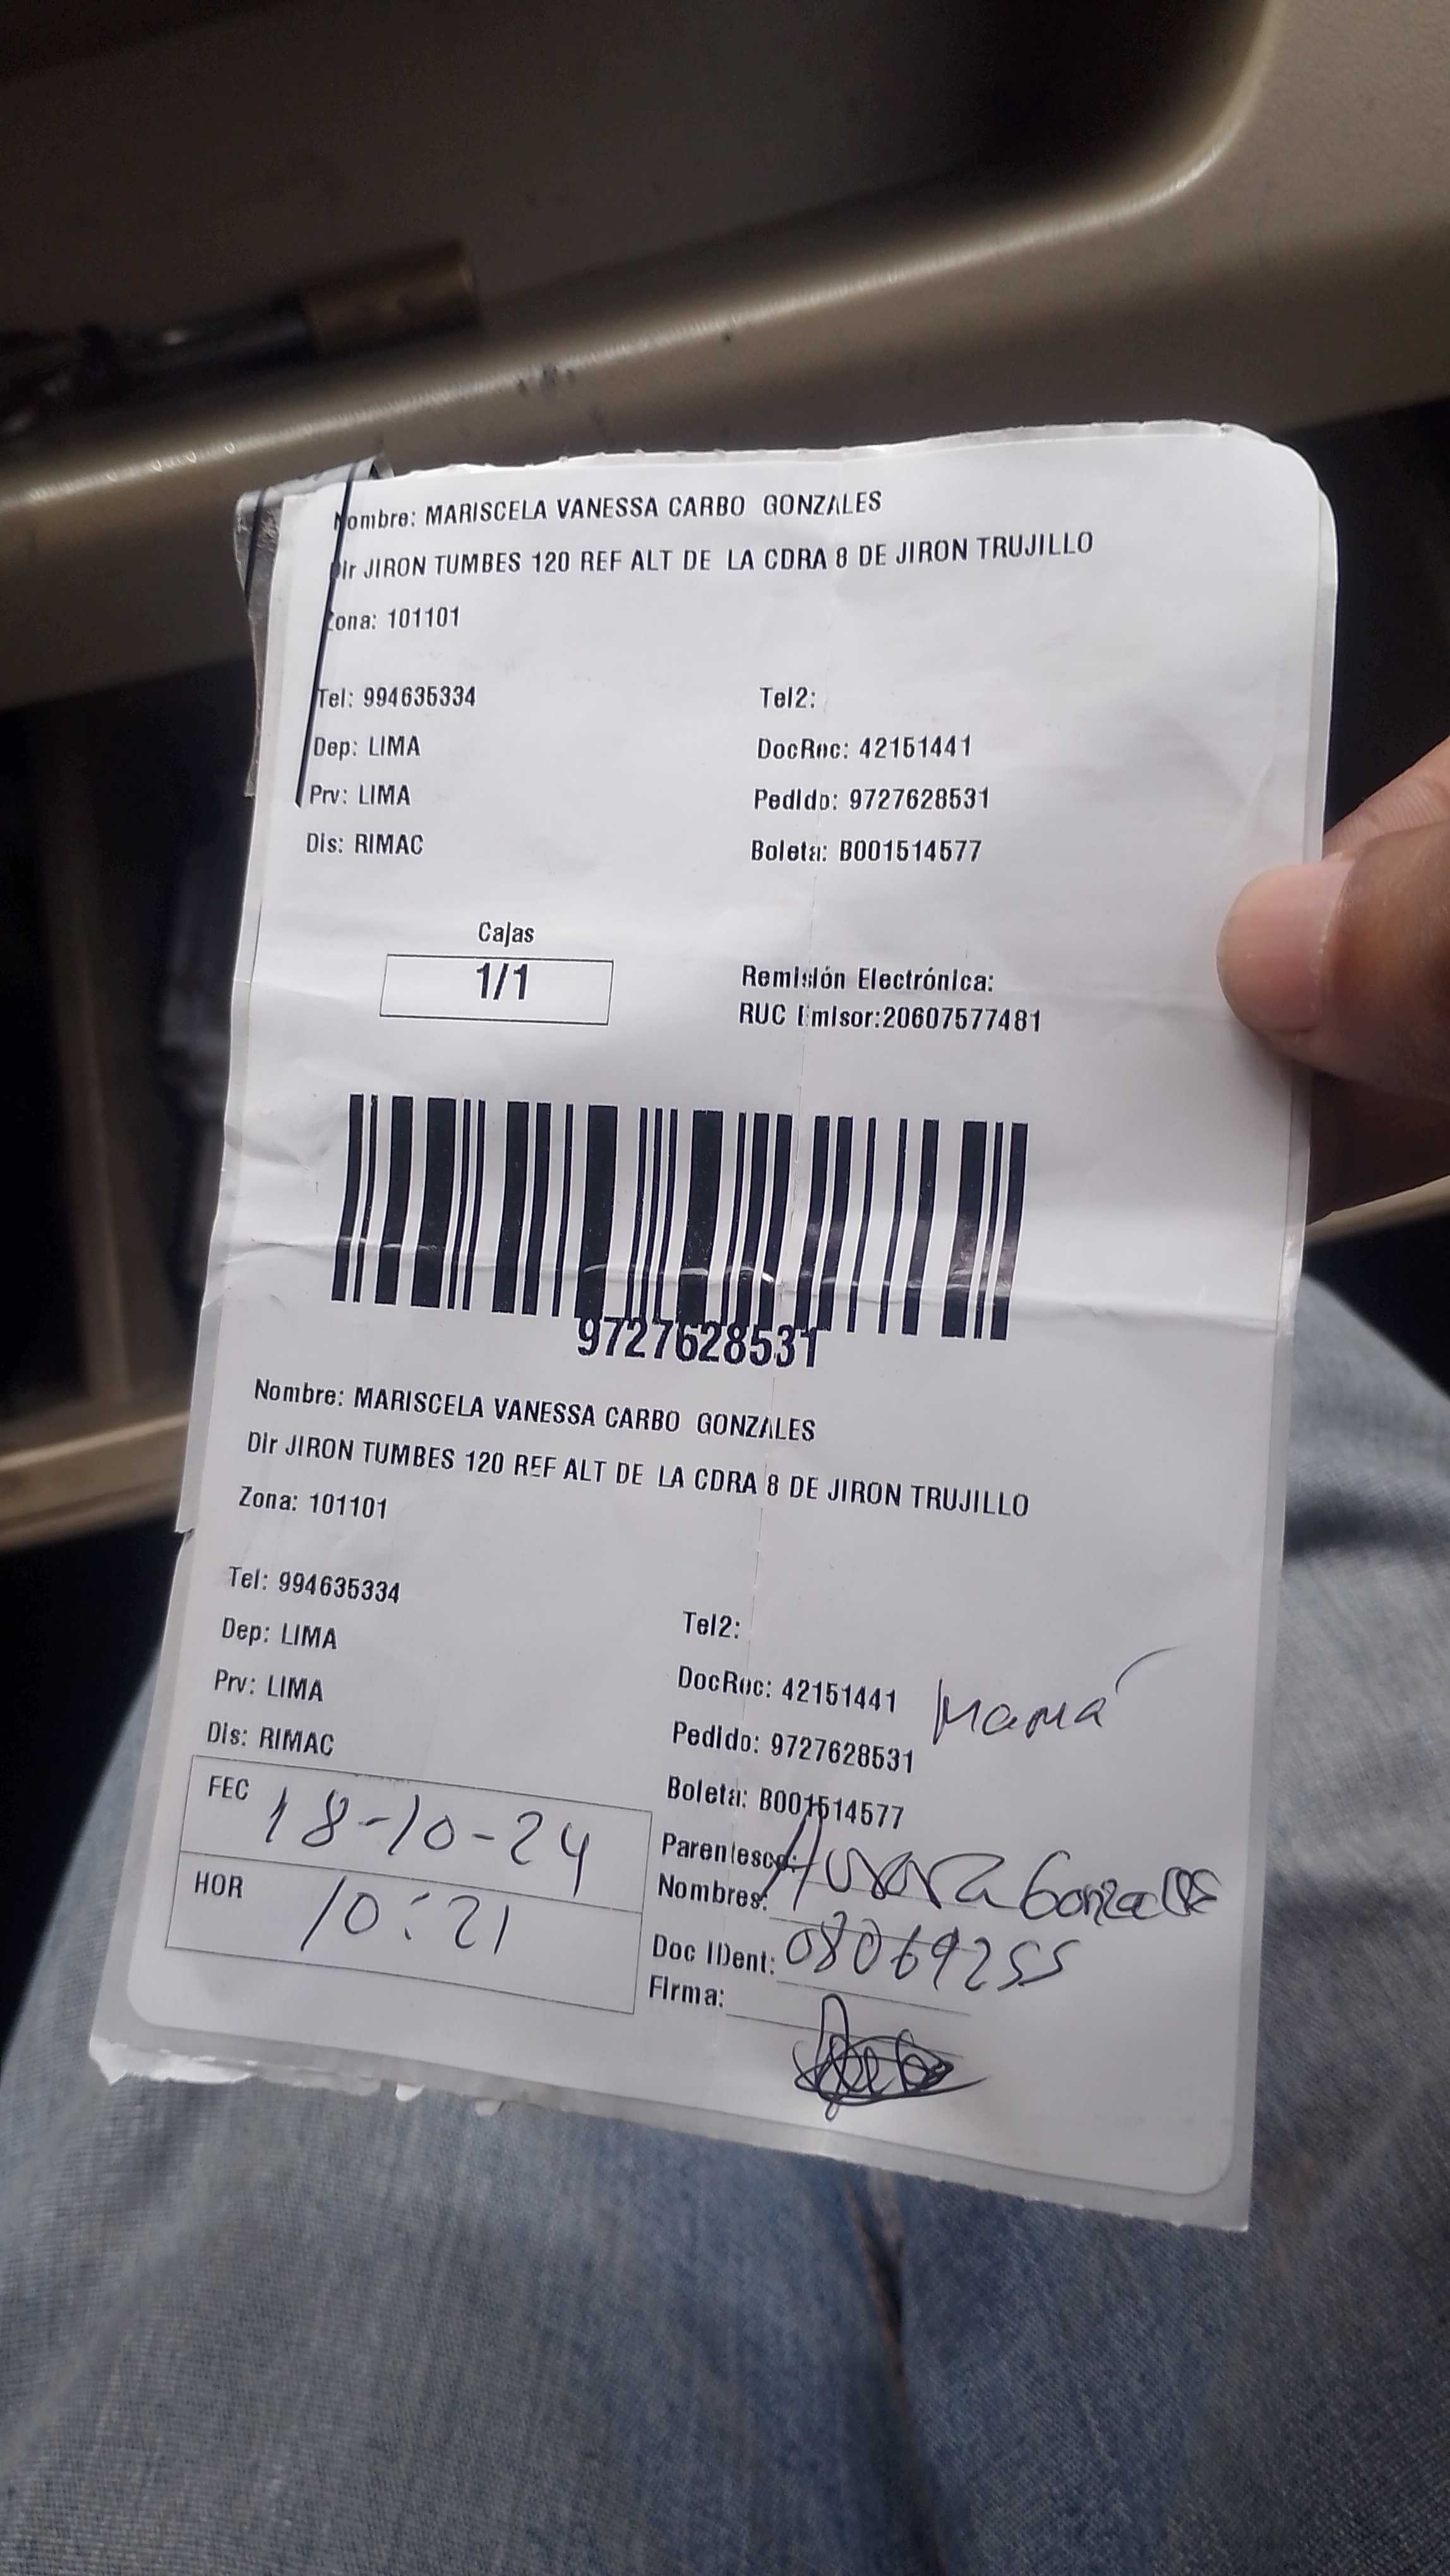 Nombre: MARISCELA VANESSA CARBO GONZALES
Dir JIRON TUMBES 120 REF ALT DE LA CDRA 8 DE JIRON TRUJILLO
Zona: 101101
Tel: 994635334 Tel2:
Dep: LIMA DocRec: 42151441
Prv: LIMA Pedido: 9727628531
Dis: RIMAC Boleta: B001514577
Cajas
1/1
Remisión Electrónica:
RUC Emisor:20607577481
9727628531
Nombre: MARISCELA VANESSA CARBO GONZALES
Dir JIRON TUMBES 120 REF ALT DE LA CDRA 8 DE JIRON TRUJILLO
Zona: 101101
Tel: 994635334 Tel2:
Dep: LIMA DocRec: 42151441 Mamá
Prv: LIMA Pedido: 9727628531
Dis: RIMAC Boleta: B001514577
FEC 18-10-24
HOR 10:21
Parentesco:
Nombres: Gonzales
Doc IDent: 08069255
Firma: